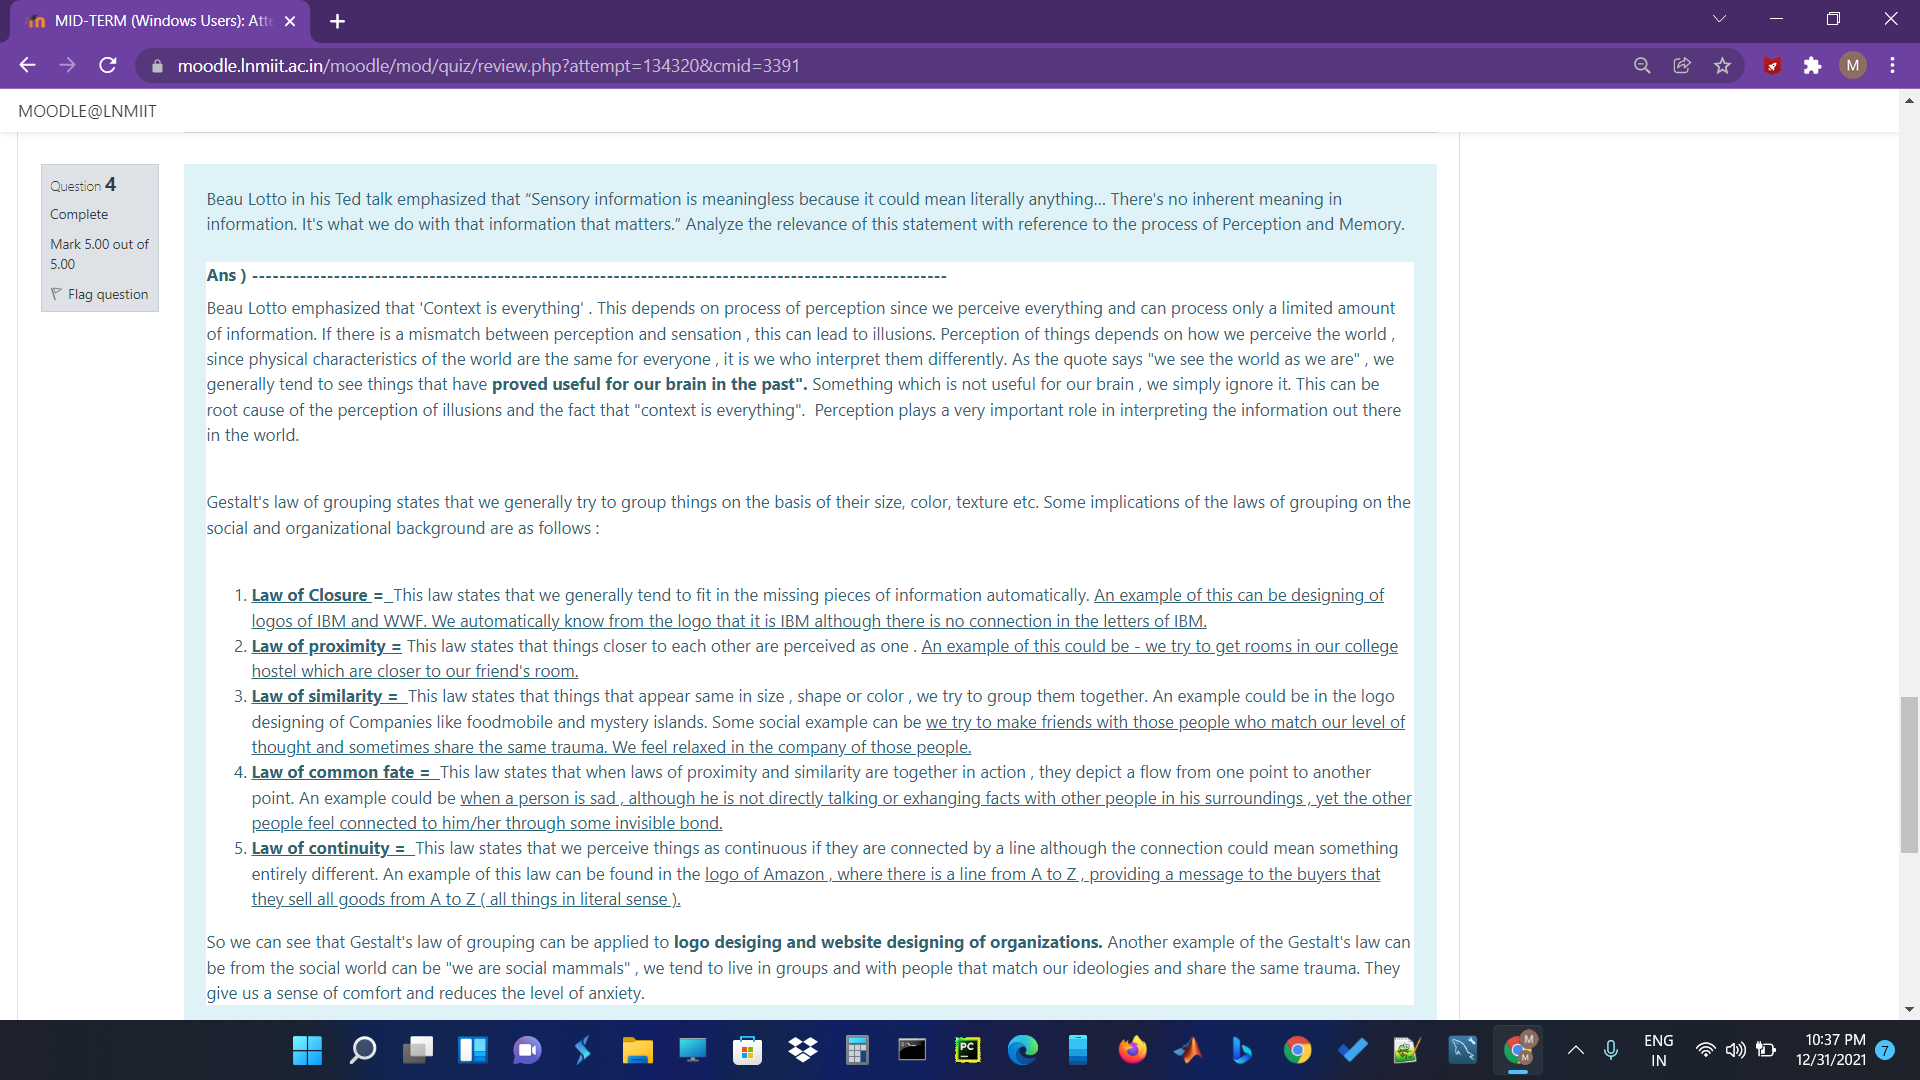 MID-TERM (Windows Users): Atte
moodle.lnmiit.ac.in/moodle/mod/quiz/review.php?attempt=134320&cmid=3391
M
MOODLE@LNMIIT
Question 4
Complete
Mark 5.00 out of
5.00
Flag question
Beau Lotto in his Ted talk emphasized that “Sensory information is meaningless because it could mean literally anything... There's no inherent meaning in
information. It's what we do with that information that matters.” Analyze the relevance of this statement with reference to the process of Perception and Memory.
Ans ) ----------------------------------------------------------------------------------------------------
Beau Lotto emphasized that 'Context is everything' . This depends on process of perception since we perceive everything and can process only a limited amount
of information. If there is a mismatch between perception and sensation , this can lead to illusions. Perception of things depends on how we perceive the world ,
since physical characteristics of the world are the same for everyone , it is we who interpret them differently. As the quote says "we see the world as we are" , we
generally tend to see things that have proved useful for our brain in the past". Something which is not useful for our brain , we simply ignore it. This can be
root cause of the perception of illusions and the fact that "context is everything".  Perception plays a very important role in interpreting the information out there
in the world.
Gestalt's law of grouping states that we generally try to group things on the basis of their size, color, texture etc. Some implications of the laws of grouping on the
social and organizational background are as follows :
1. Law of Closure =  This law states that we generally tend to fit in the missing pieces of information automatically. An example of this can be designing of
logos of IBM and WWF. We automatically know from the logo that it is IBM although there is no connection in the letters of IBM.
2. Law of proximity = This law states that things closer to each other are perceived as one . An example of this could be - we try to get rooms in our college
hostel which are closer to our friend's room.
3. Law of similarity =  This law states that things that appear same in size , shape or color , we try to group them together. An example could be in the logo
designing of Companies like foodmobile and mystery islands. Some social example can be we try to make friends with those people who match our level of
thought and sometimes share the same trauma. We feel relaxed in the company of those people.
4. Law of common fate =  This law states that when laws of proximity and similarity are together in action , they depict a flow from one point to another
point. An example could be when a person is sad , although he is not directly talking or exhanging facts with other people in his surroundings , yet the other
people feel connected to him/her through some invisible bond.
5. Law of continuity =  This law states that we perceive things as continuous if they are connected by a line although the connection could mean something
entirely different. An example of this law can be found in the logo of Amazon , where there is a line from A to Z , providing a message to the buyers that
they sell all goods from A to Z ( all things in literal sense ).
So we can see that Gestalt's law of grouping can be applied to logo desiging and website designing of organizations. Another example of the Gestalt's law can
be from the social world can be "we are social mammals" , we tend to live in groups and with people that match our ideologies and share the same trauma. They
give us a sense of comfort and reduces the level of anxiety.
PC
M
M
ENG
IN
10:37 PM
12/31/2021
7